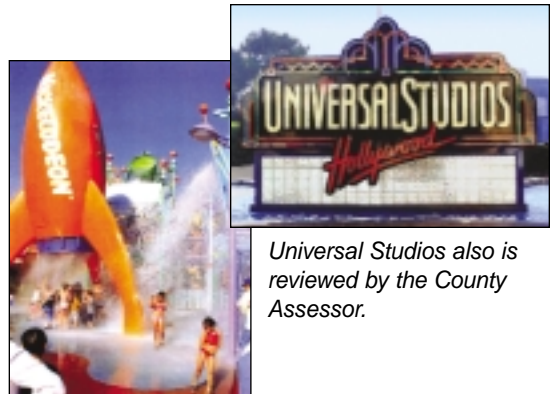 UNIVERSAL STUDIOS
Hollywood
NICKELODEON
Universal Studios also is
reviewed by the County
Assessor.